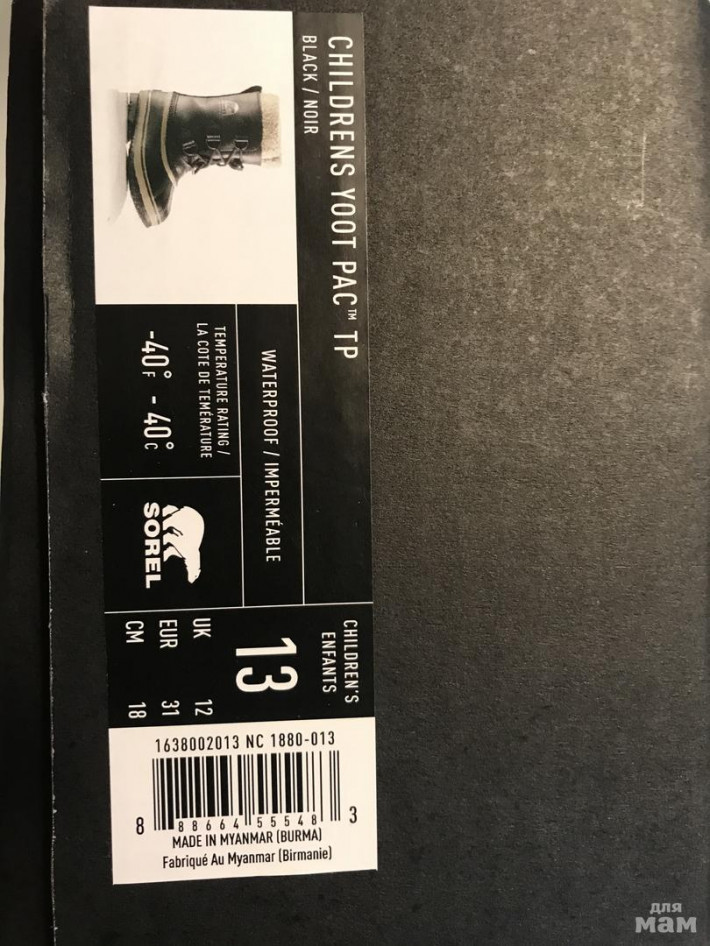 CHILDRENS YOOT PAC™ TP
BLACK / NOIR
WATERPROOF / IMPERMÉABLE
TEMPERATURE RATING /
LA COTE DE TEMÉRATURE
-40°F - 40°C
SOREL
CHILDREN'S
ENFANTS
13
UK 12
EUR 31
CM 18
1638002013 NC 1880-013
8 88664 55548 3
MADE IN MYANMAR (BURMA)
Fabriqué Au Myanmar (Birmanie)
для
мам